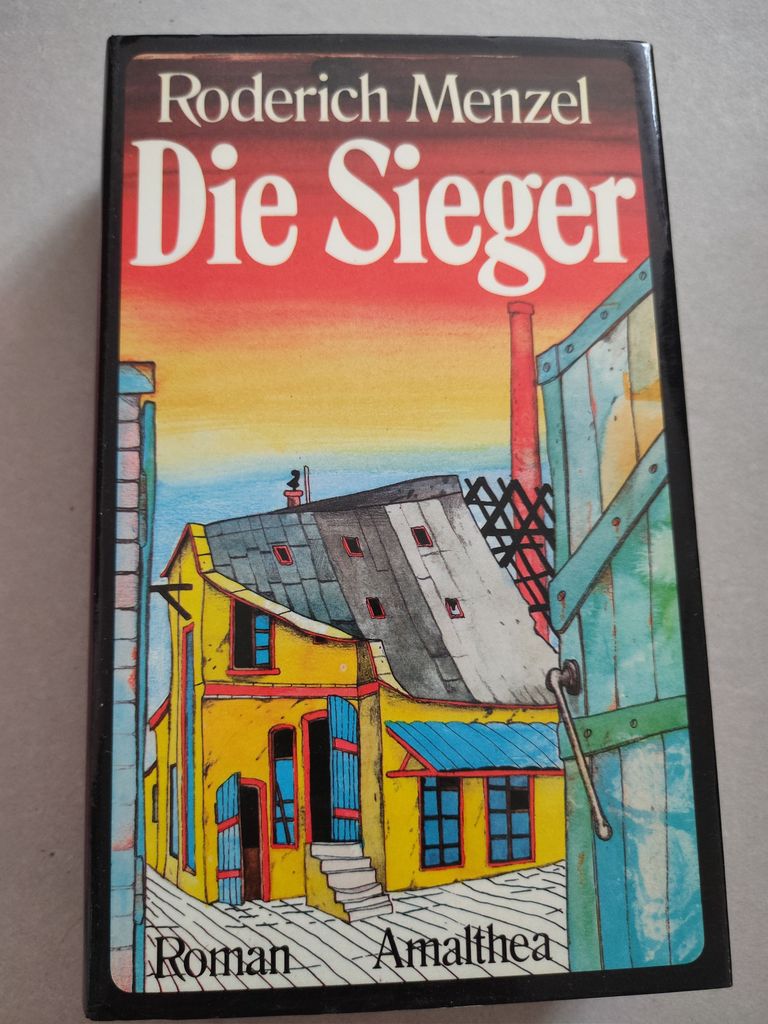 Roderich Menzel
Die Sieger
Roman
Amalthea